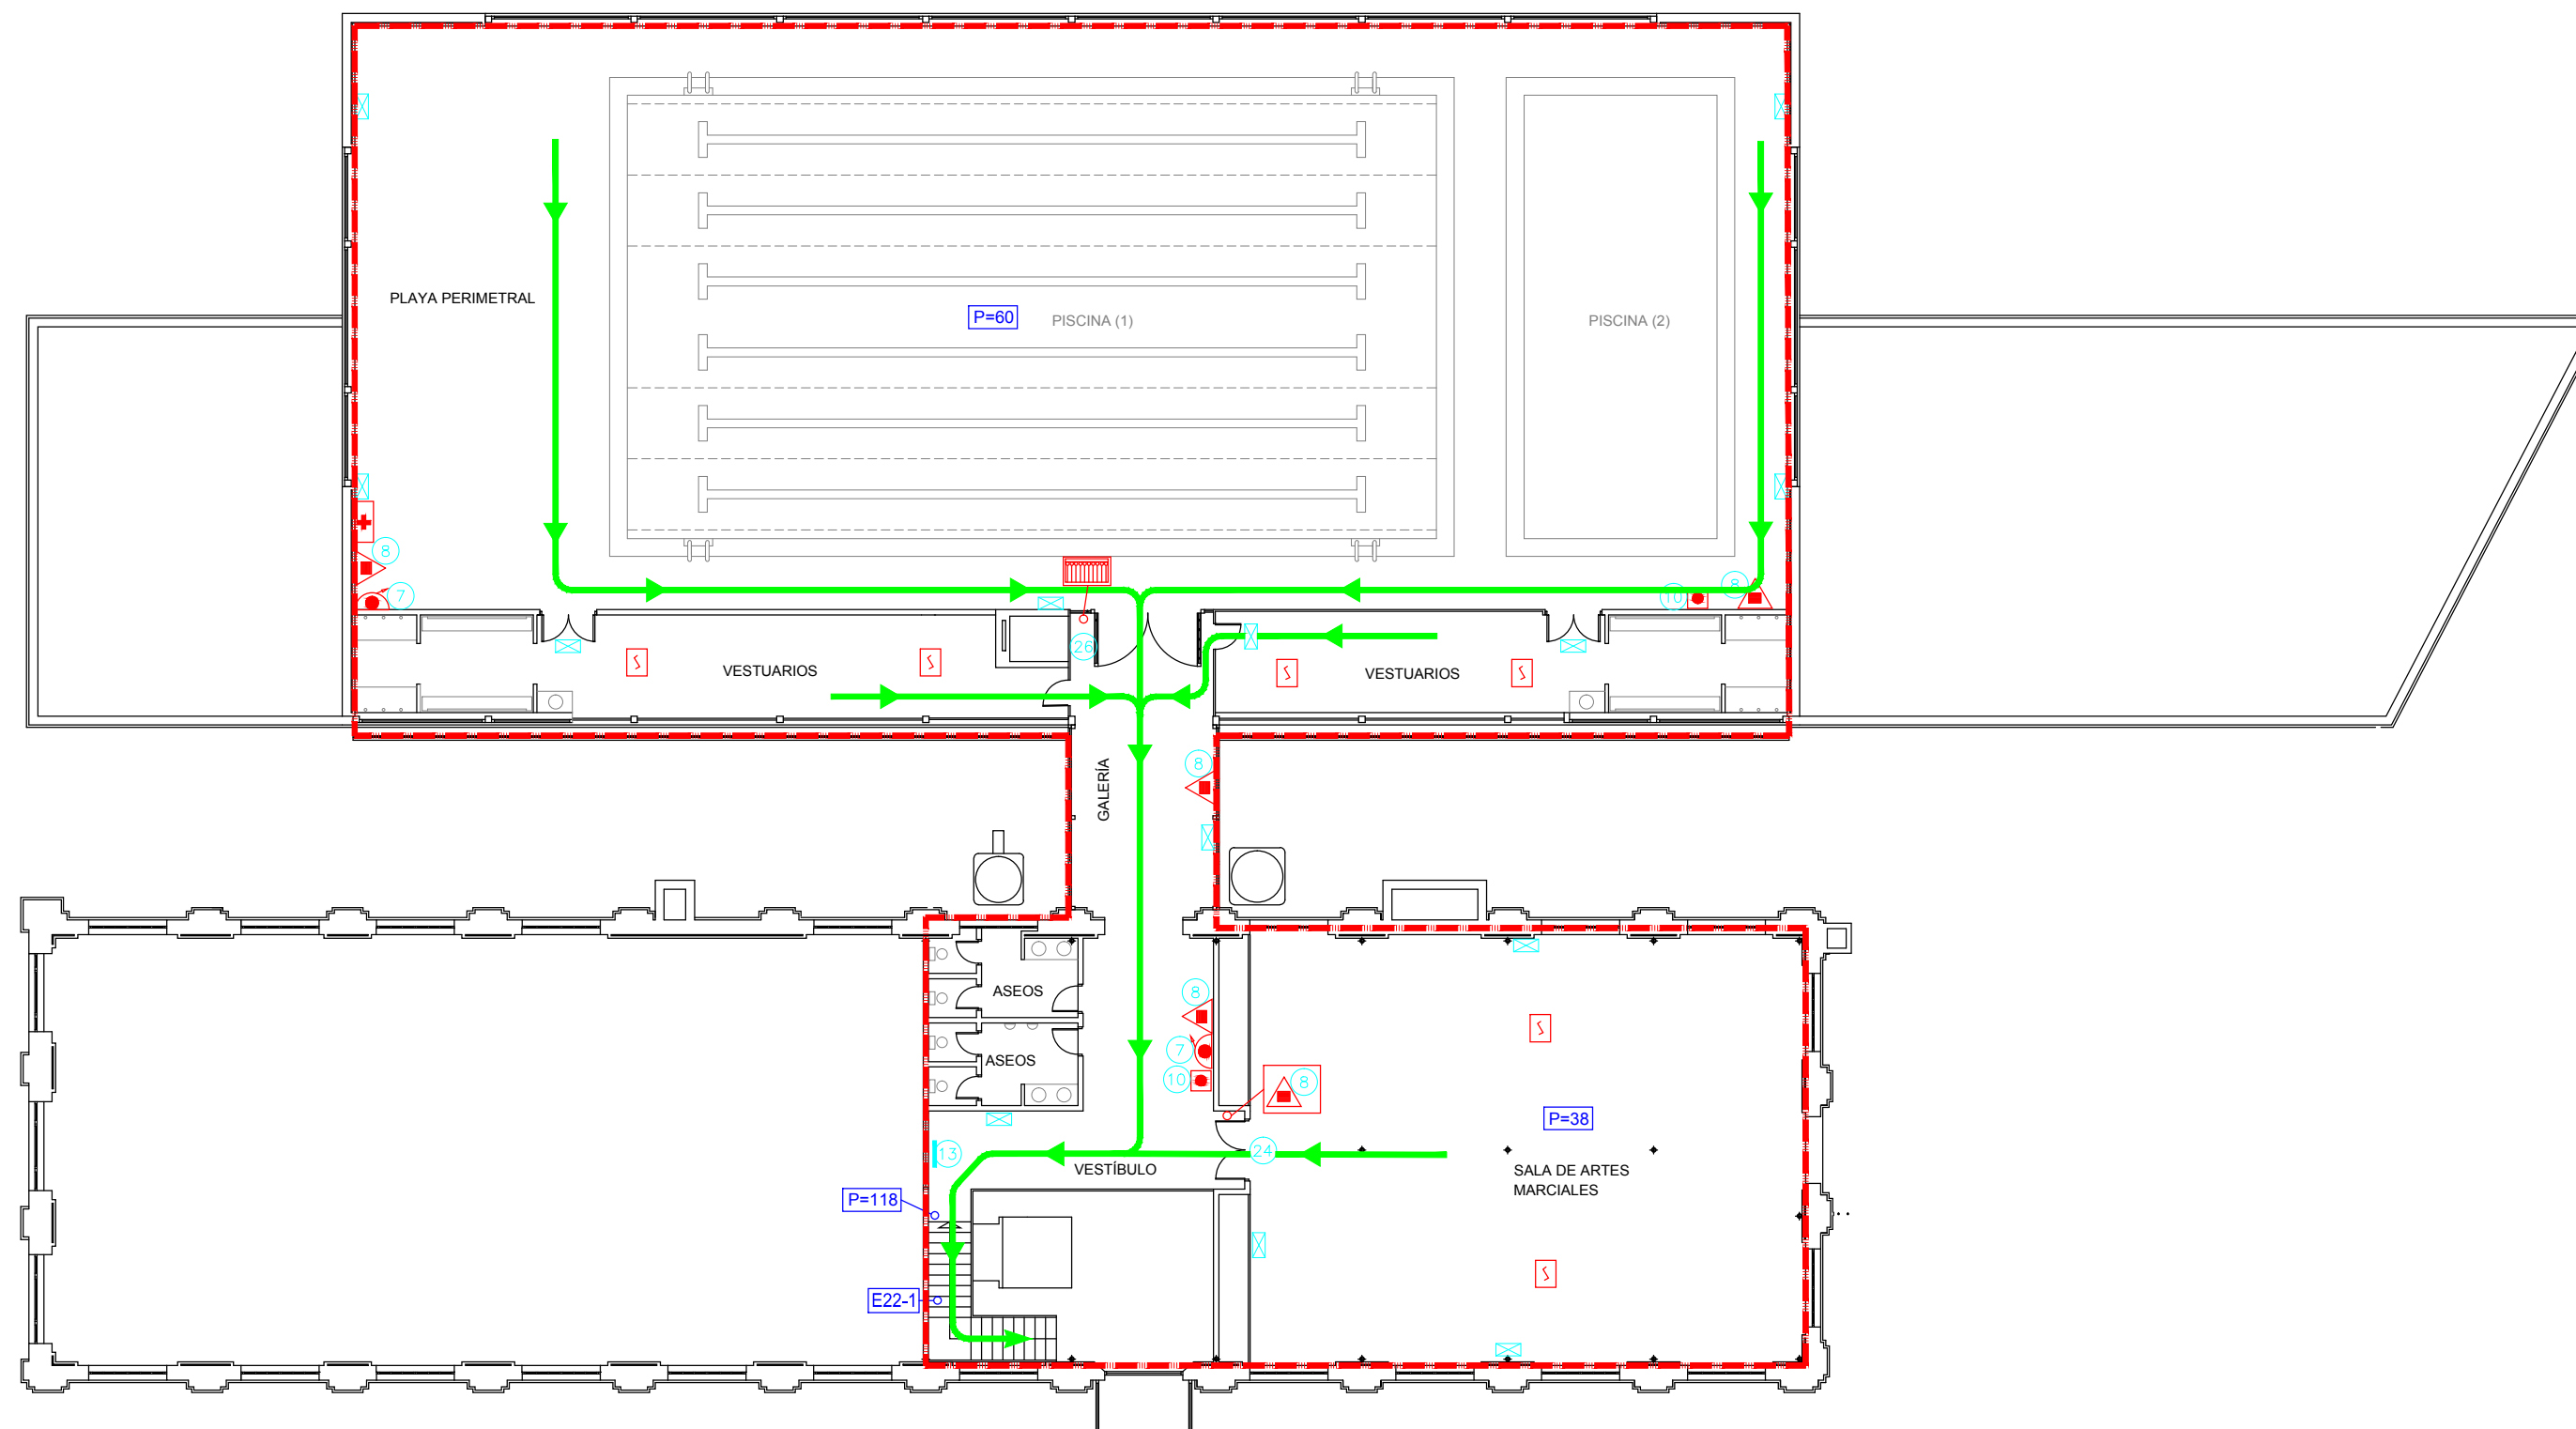 PLAYA PERIMETRAL
P=60
PISCINA (1)
PISCINA (2)
8
7
10
8
26
VESTUARIOS
VESTUARIOS
8
GALERÍA
ASEOS
8
ASEOS
7
10
8
P=38
13
24
VESTÍBULO
SALA DE ARTES
MARCIALES
P=118
E22-1